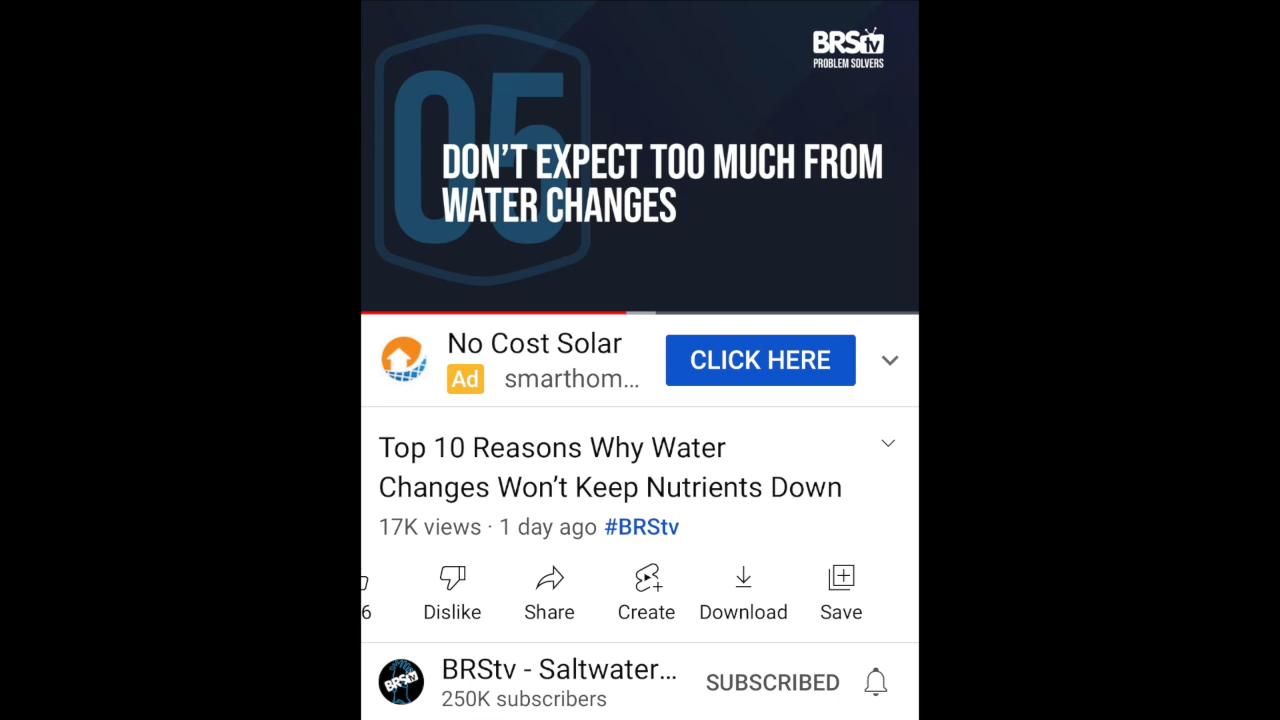 05
BRStv
PROBLEM SOLVERS
DON'T EXPECT TOO MUCH FROM
WATER CHANGES
No Cost Solar
Ad smarthom...
CLICK HERE
Top 10 Reasons Why Water
Changes Won't Keep Nutrients Down
17K views · 1 day ago #BRStv
6 Dislike Share Create Download Save
BRStv
BRStv - Saltwater...
250K subscribers
SUBSCRIBED